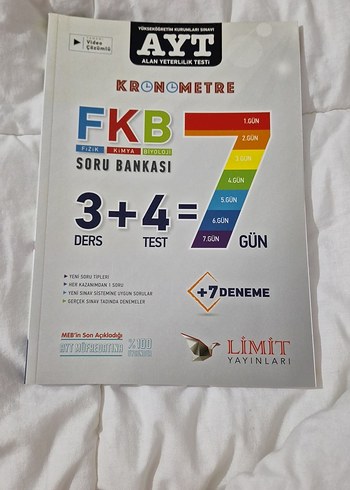 YÜKSEKÖĞRETİM KURUMLARI SINAVI
AYT
ALAN YETERLİLİK TESTİ
Video
Çözümlü
KRONOMETRE
FKB
FİZİK KİMYA BİYOLOJİ
SORU BANKASI
1.GÜN
2.GÜN
3.GÜN
4.GÜN
5.GÜN
6.GÜN
7.GÜN
3+4=7
DERS TEST GÜN
YENİ SORU TİPLERİ
HER KAZANIMDAN 1 SORU
YENİ SINAV SİSTEMİNE UYGUN SORULAR
GERÇEK SINAV TADINDA DENEMELER
+7 DENEME
MEB'in Son Açıkladığı
AYT MÜFREDATINA %100
UYUMLU
LİMİT
YAYINLARI